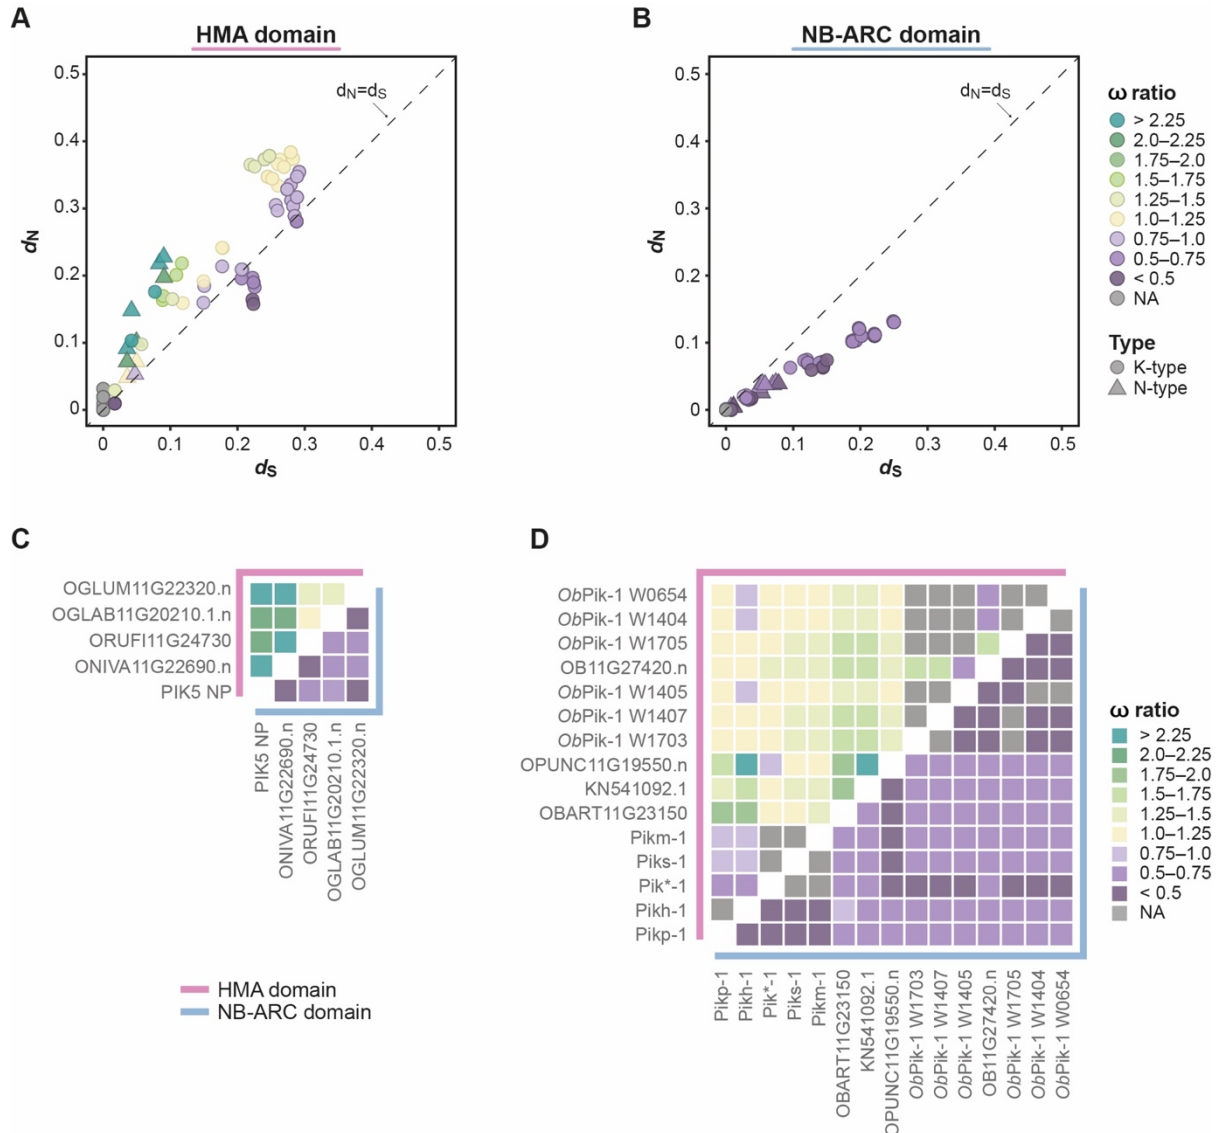 A
HMA domain
dN=dS
dN
0.5
0.4
0.3
0.2
0.1
0
0 0.1 0.2 0.3 0.4 0.5
dS
B
NB-ARC domain
dN=dS
dN
0.5
0.4
0.3
0.2
0.1
0
0 0.1 0.2 0.3 0.4 0.5
dS
ω ratio
> 2.25
2.0–2.25
1.75–2.0
1.5–1.75
1.25–1.5
1.0–1.25
0.75–1.0
0.5–0.75
< 0.5
NA
Type
K-type
N-type
C
OGLUM11G22320.n
OGLAB11G20210.1.n
ORUFI11G24730
ONIVA11G22690.n
PIK5 NP
PIK5 NP
ONIVA11G22690.n
ORUFI11G24730
OGLAB11G20210.1.n
OGLUM11G22320.n
HMA domain
NB-ARC domain
D
ObPik-1 W0654
ObPik-1 W1404
ObPik-1 W1705
OB11G27420.n
ObPik-1 W1405
ObPik-1 W1407
ObPik-1 W1703
OPUNC11G19550.n
KN541092.1
OBART11G23150
Pikm-1
Piks-1
Pik*-1
Pikh-1
Pikp-1
Pikp-1
Pikh-1
Pik*-1
Piks-1
Pikm-1
OBART11G23150
KN541092.1
OPUNC11G19550.n
ObPik-1 W1703
ObPik-1 W1407
ObPik-1 W1405
OB11G27420.n
ObPik-1 W1705
ObPik-1 W1404
ObPik-1 W0654
ω ratio
> 2.25
2.0–2.25
1.75–2.0
1.5–1.75
1.25–1.5
1.0–1.25
0.75–1.0
0.5–0.75
< 0.5
NA